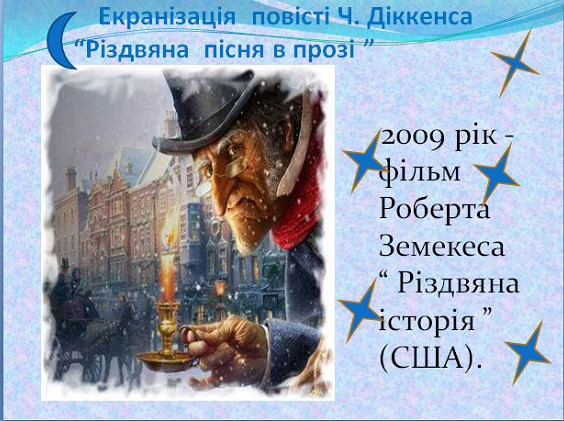 Екранізація повісті Ч. Діккенса
“Різдвяна пісня в прозі ”
2009 рік -
фільм
Роберта
Земекеса
“ Різдвяна
історія ”
(США).